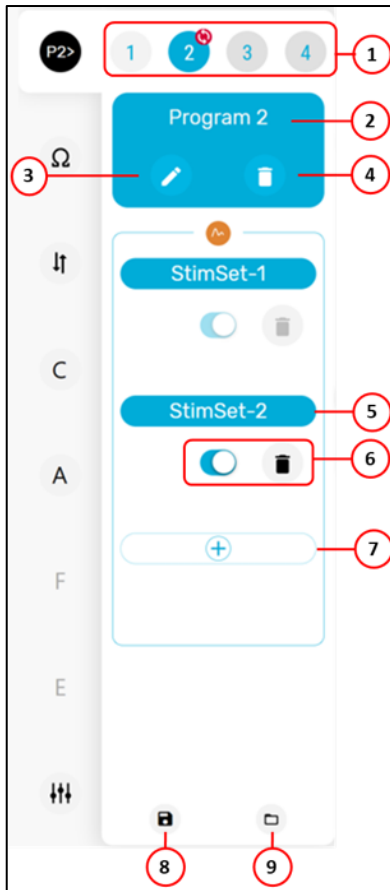 P2> 1 2 3 4 1
Program 2 2
Ω
3 4
StimSet-1
C
StimSet-2 5
6
A
7
F
E
8 9